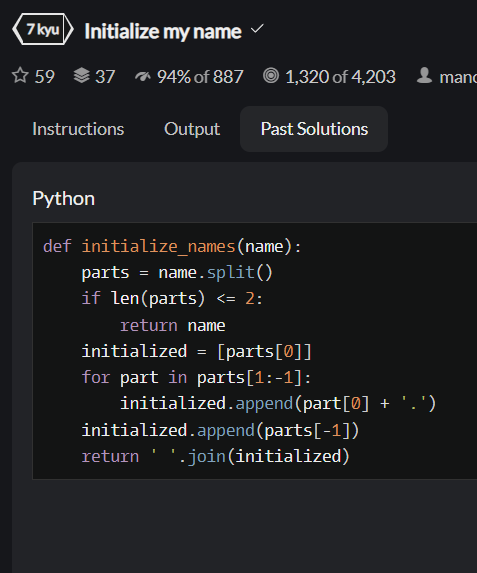 7 kyu Initialize my name
59 37 94% of 887 1,320 of 4,203
Instructions Output Past Solutions
Python
def initialize_names(name):
    parts = name.split()
    if len(parts) <= 2:
        return name
    initialized = [parts[0]]
    for part in parts[1:-1]:
        initialized.append(part[0] + '.')
    initialized.append(parts[-1])
    return ' '.join(initialized)